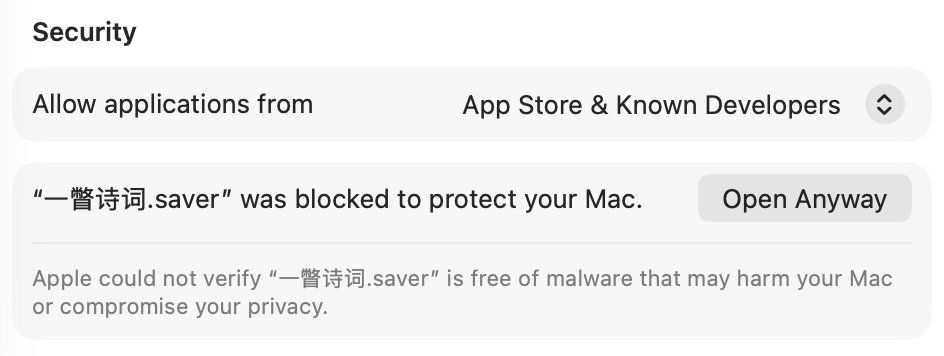 Security
Allow applications from App Store & Known Developers
“一瞥诗词.saver” was blocked to protect your Mac. Open Anyway
Apple could not verify “一瞥诗词.saver” is free of malware that may harm your Mac
or compromise your privacy.